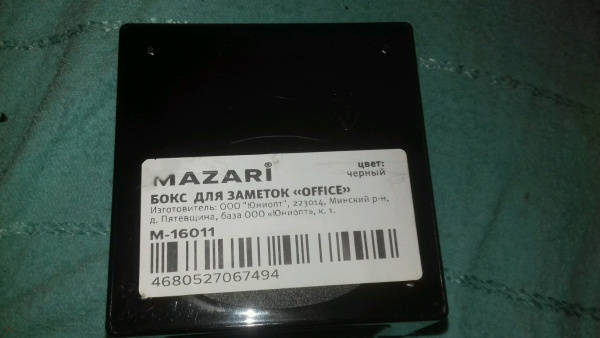 MAZARi®
цвет:
черный
БОКС ДЛЯ ЗАМЕТОК «OFFICE»
Изготовитель: ООО "Юниопт", 223014, Минский р-н,
д. Пятевщина, база ООО «Юниопт», к. 1.
М-16011
4680527067494